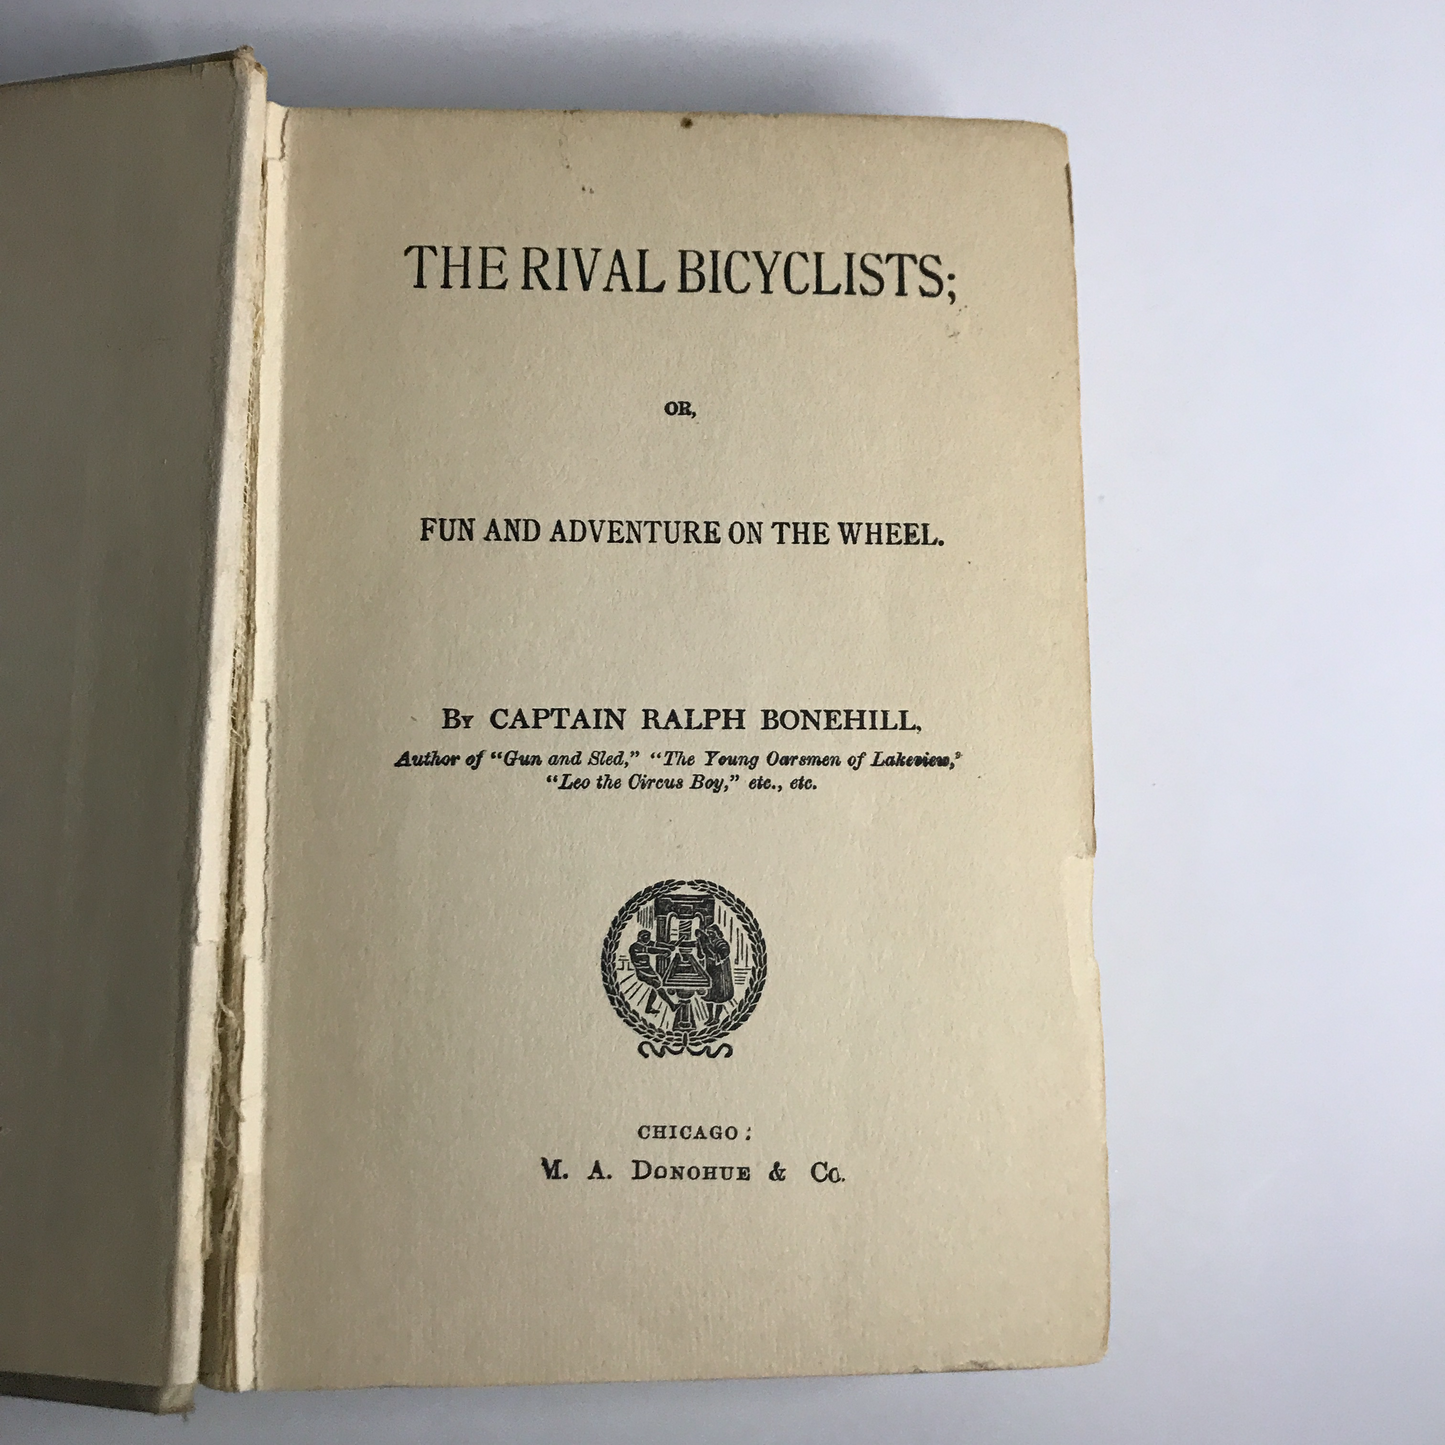 THE RIVAL BICYCLISTS;
OR,
FUN AND ADVENTURE ON THE WHEEL.
By CAPTAIN RALPH BONEHILL,
Author of "Gun and Sled," "The Young Oarsmen of Lakeview,"
"Leo the Circus Boy," etc., etc.
CHICAGO:
M. A. DONOHUE & CO.